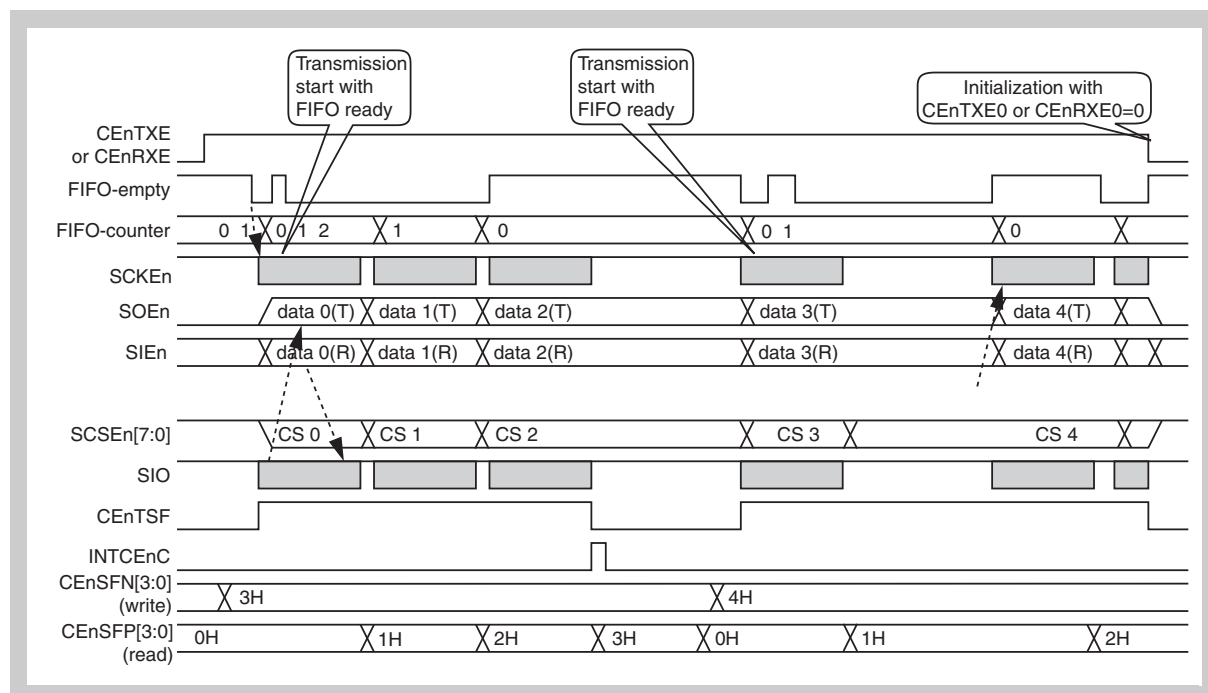 Transmission
start with
FIFO ready
Transmission
start with
FIFO ready
Initialization with
CEnTXE0 or CEnRXE0=0
CEnTXE
or CEnRXE
FIFO-empty
FIFO-counter 0 1 0 1 2 1 0 0 1 0
SCKEn
SOEn data 0(T) data 1(T) data 2(T) data 3(T) data 4(T)
SIEn data 0(R) data 1(R) data 2(R) data 3(R) data 4(R)
SCSEn[7:0] CS 0 CS 1 CS 2 CS 3 CS 4
SIO
CEnTSF
INTCEnC
CEnSFN[3:0]
(write) 3H 4H
CEnSFP[3:0]
(read) 0H 1H 2H 3H 0H 1H 2H